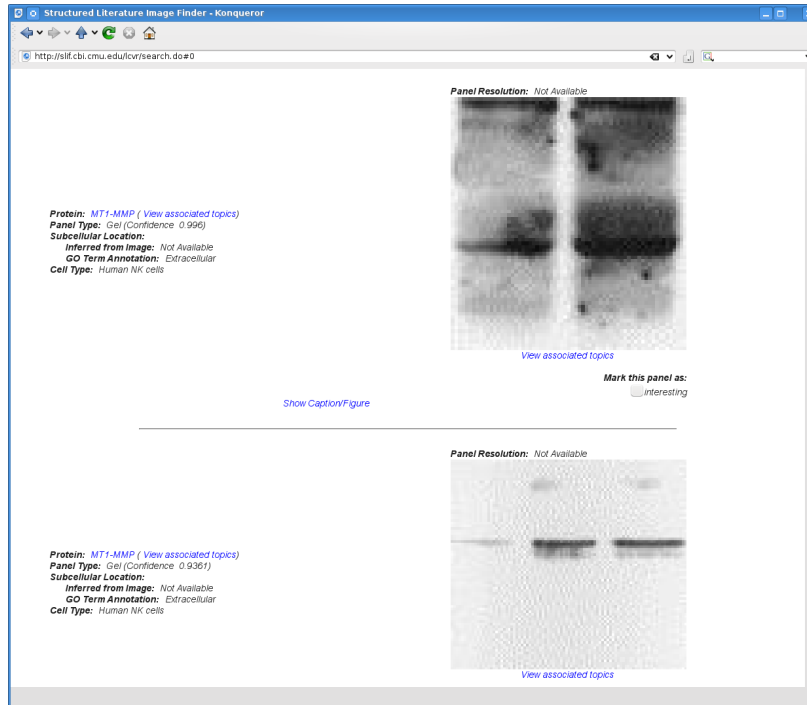 Structured Literature Image Finder - Konqueror
http://slif.cbi.cmu.edu/lcvr/search.do#0
Panel Resolution: Not Available
Protein: MT1-MMP ( View associated topics)
Panel Type: Gel (Confidence 0.996)
Subcellular Location:
Inferred from Image: Not Available
GO Term Annotation: Extracellular
Cell Type: Human NK cells
View associated topics
Mark this panel as:
interesting
Show Caption/Figure
Panel Resolution: Not Available
Protein: MT1-MMP ( View associated topics)
Panel Type: Gel (Confidence 0.9361)
Subcellular Location:
Inferred from Image: Not Available
GO Term Annotation: Extracellular
Cell Type: Human NK cells
View associated topics